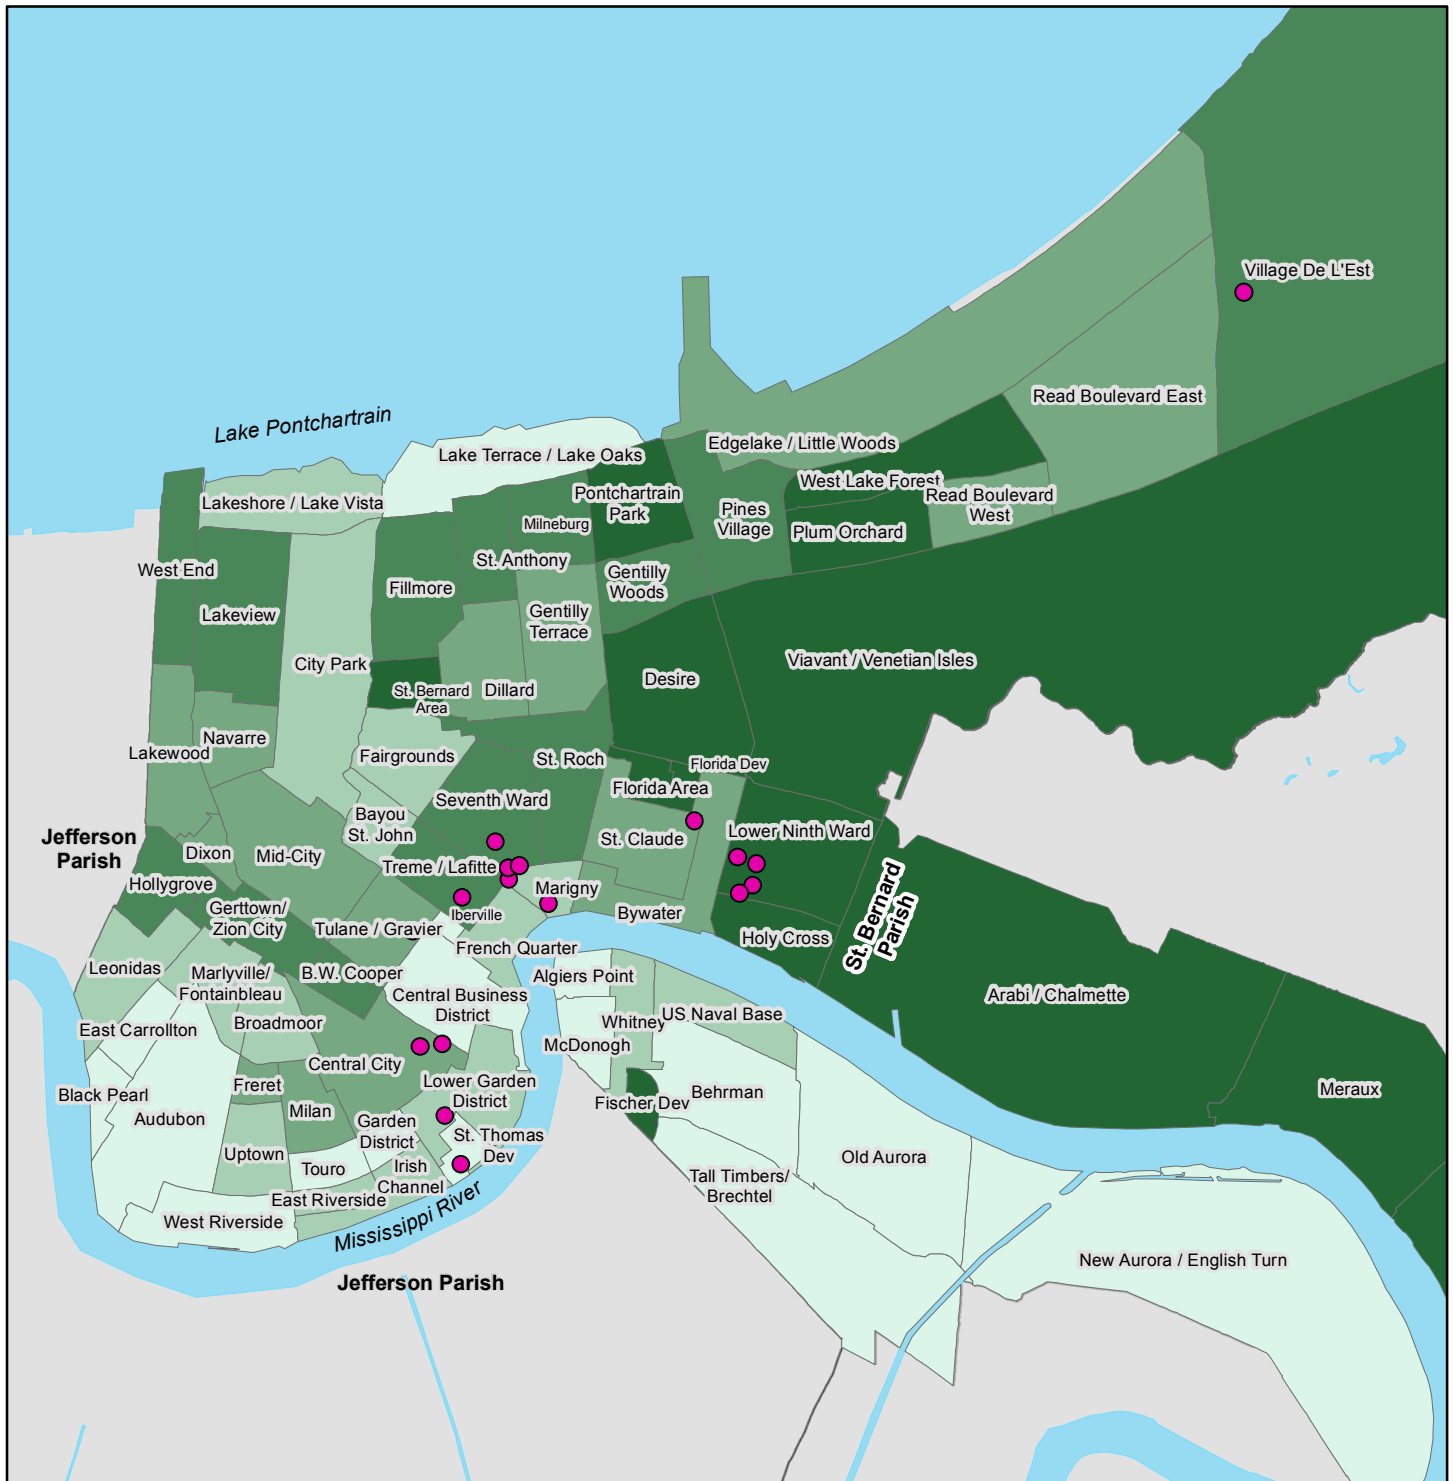 Village De L'Est
Read Boulevard East
Lake Pontchartrain
Edgelake / Little Woods
Lake Terrace / Lake Oaks
West Lake Forest
Read Boulevard
West
Lakeshore / Lake Vista
Pontchartrain
Park
Pines
Village
Milneburg
Plum Orchard
St. Anthony
West End
Fillmore
Gentilly
Woods
Lakeview
Gentilly
Terrace
City Park
Viavant / Venetian Isles
Desire
St. Bernard
Area
Dillard
Navarre
Lakewood
Fairgrounds
St. Roch
Florida Dev
Florida Area
Seventh Ward
Bayou
St. John
Jefferson
Parish
Lower Ninth Ward
St. Claude
Dixon
Mid-City
Treme / Lafitte
Hollygrove
Marigny
Gerttown/
Zion City
Iberville
Bywater
St. Bernard
Parish
Tulane / Gravier
Holy Cross
French Quarter
Leonidas
Marlyville/
Fontainbleau
B.W. Cooper
Algiers Point
Central Business
District
Arabi / Chalmette
US Naval Base
Whitney
East Carrollton
Broadmoor
McDonogh
Central City
Lower Garden
District
Freret
Black Pearl
Behrman
Meraux
Fischer Dev
Milan
Audubon
Garden
District
St. Thomas
Dev
Uptown
Touro
Irish
Channel
Old Aurora
Tall Timbers/
Brechtel
East Riverside
West Riverside
Mississippi River
New Aurora / English Turn
Jefferson Parish